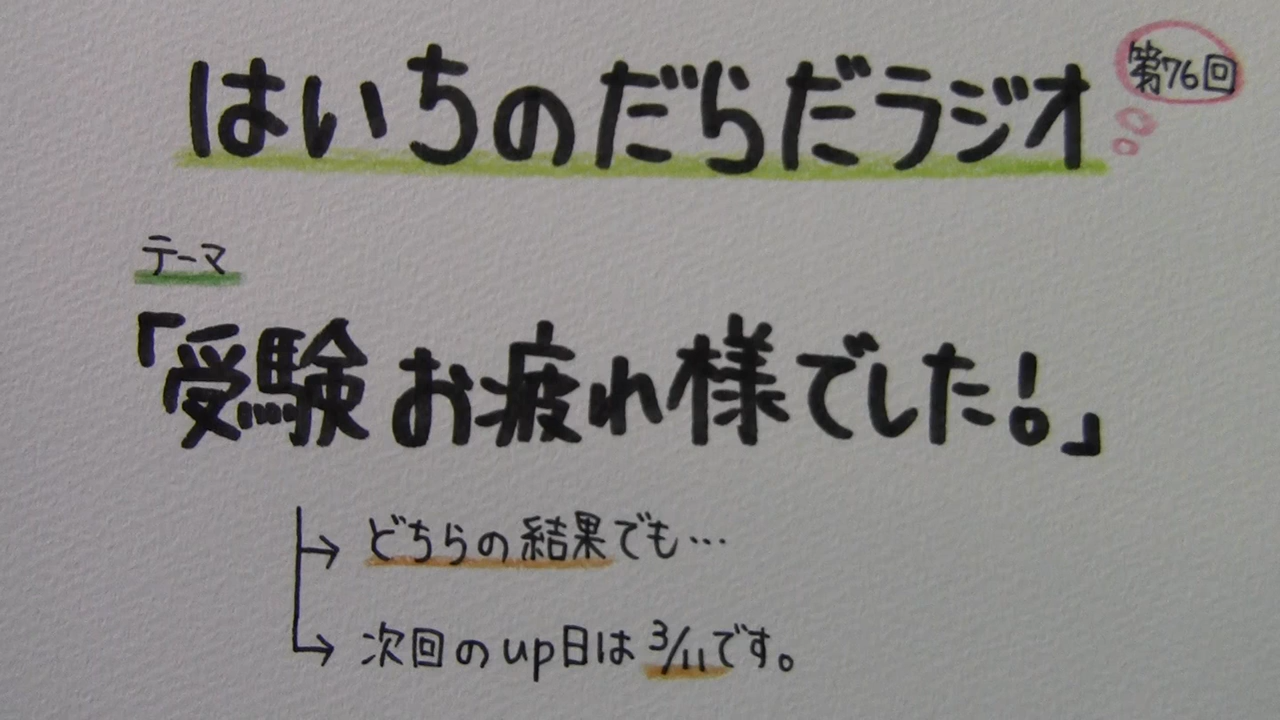 はいちのだらだラジオ
第76回
テーマ
「受験お疲れ様でした!」
どちらの結果でも…
次回のup日は3/11です。